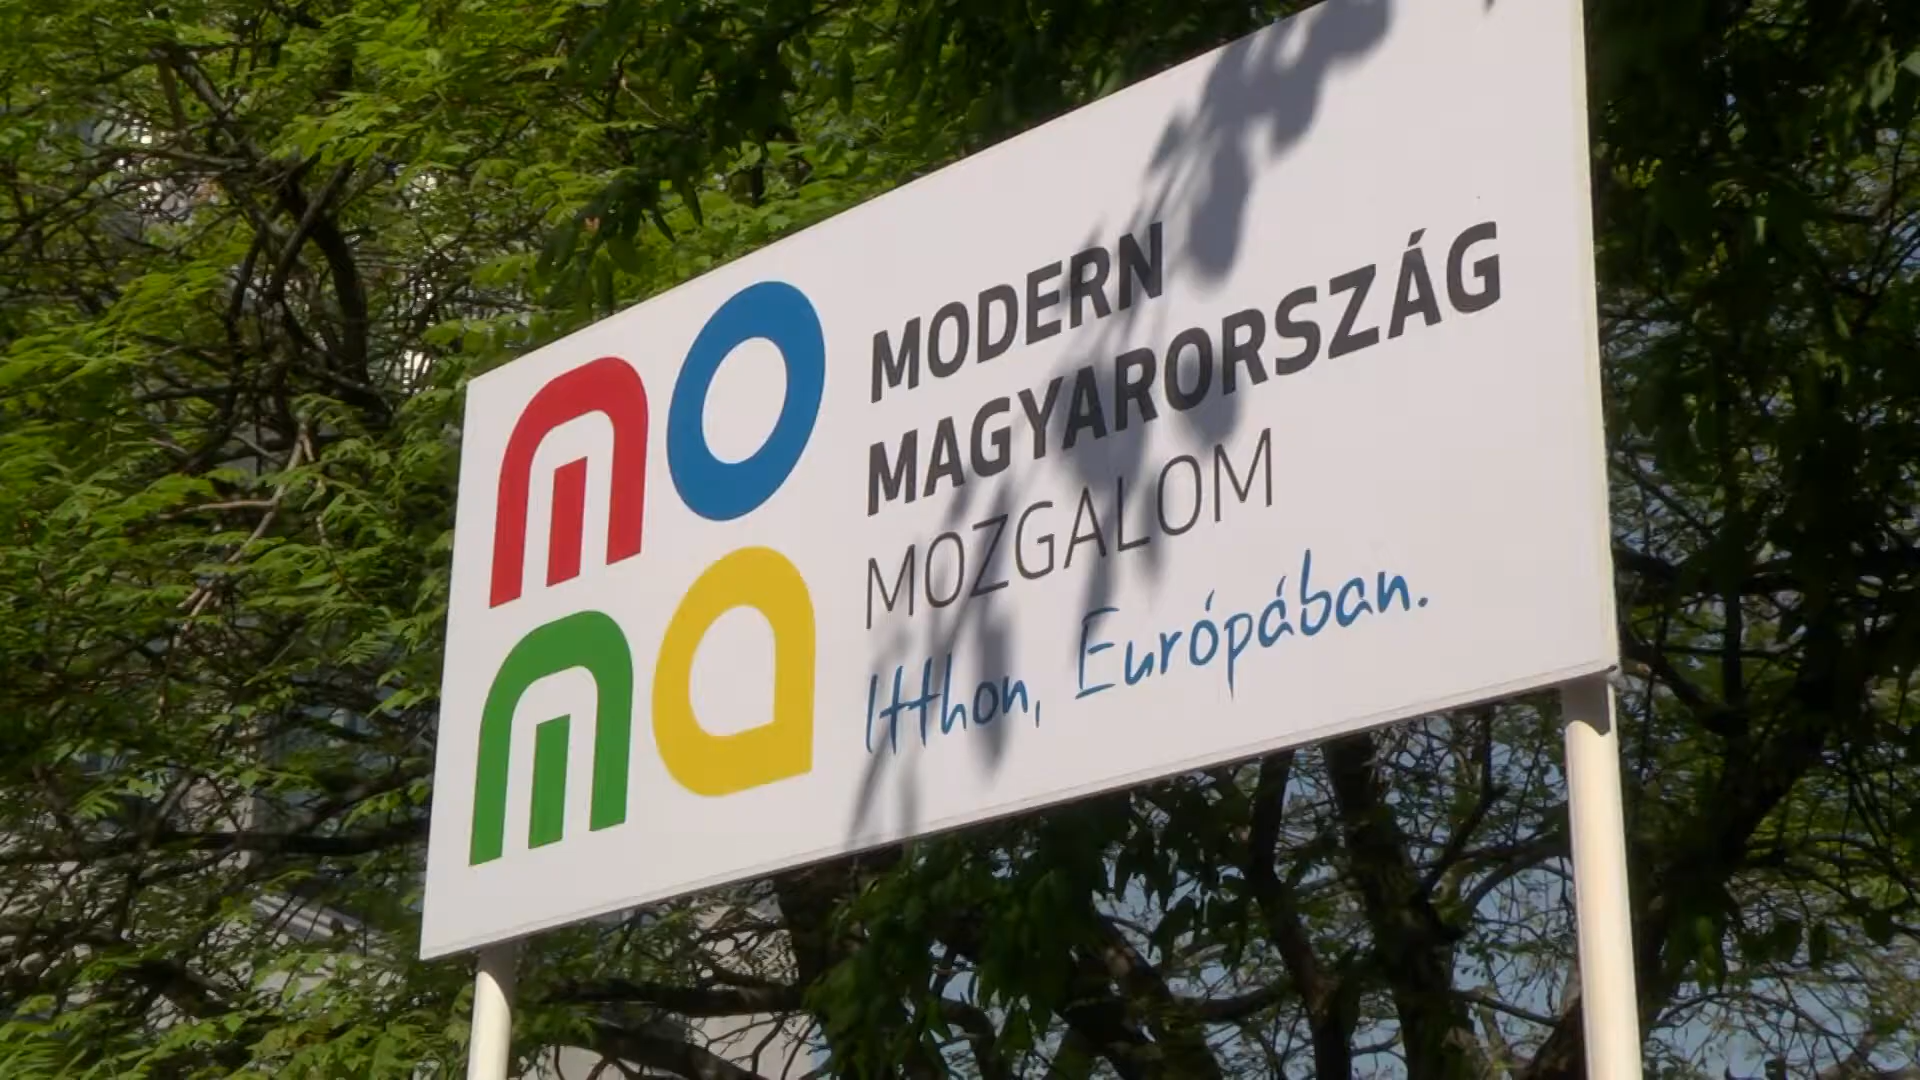 mo
ma
MODERN
MAGYARORSZÁG
MOZGALOM
Itthon, Európában.